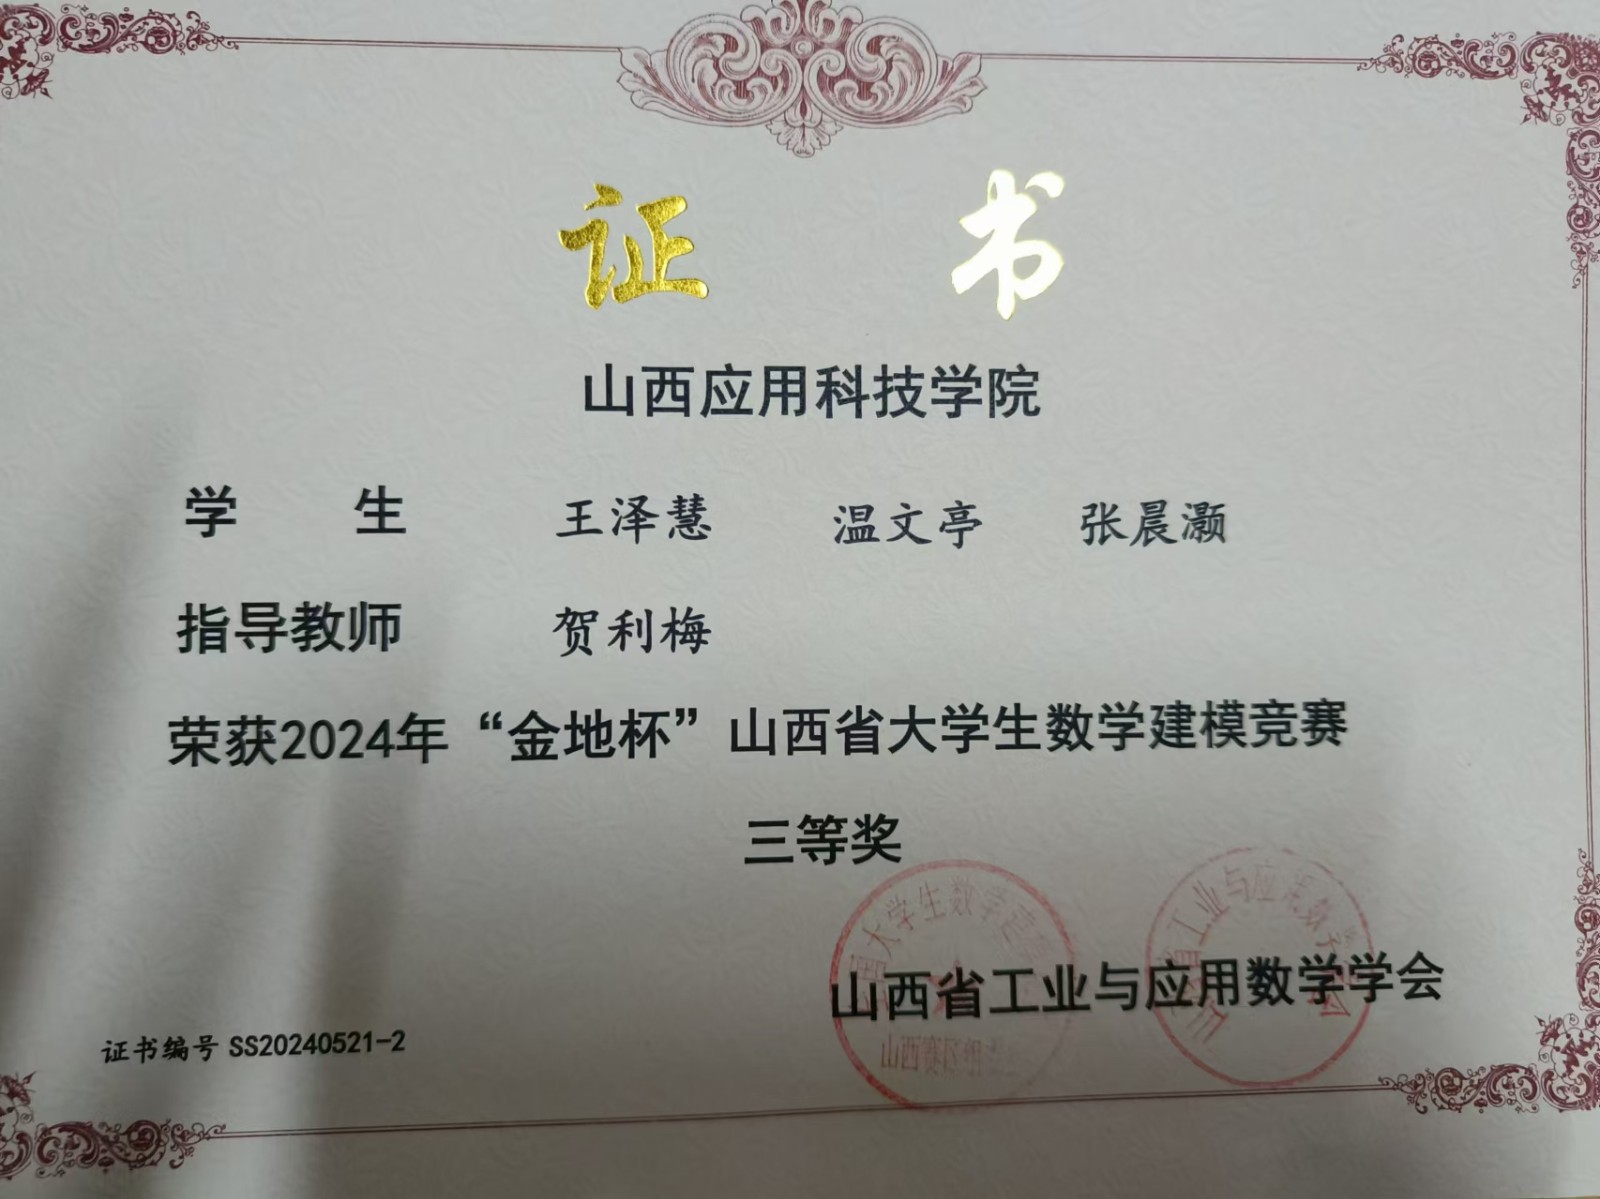 证书
山西应用科技学院
学 生 王泽慧 温文亭 张晨灏
指导教师 贺利梅
荣获2024年“金地杯”山西省大学生数学建模竞赛
三等奖
山西省工业与应用数学学会
证书编号 SS20240521-2